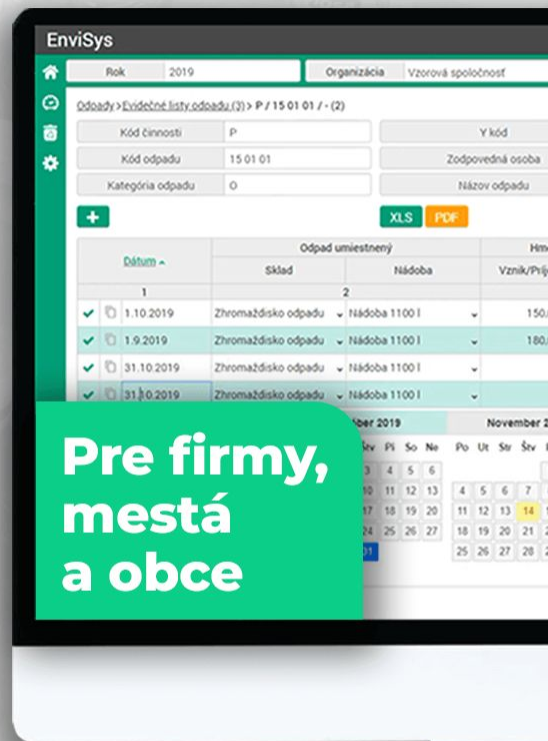 EnviSys
Rok 2019 Organizácia Vzorová spoločnosť
Odpady > Evidečné listy odpadu (3) > P / 15 01 01 / - (2)
Kód činnosti P Y kód
Kód odpadu 15 01 01 Zodpovedná osoba
Kategória odpadu O Názov odpadu
+ XLS PDF
Odpad umiestnený
Dátum Sklad Nádoba Vznik/
1 2
1.10.2019 Zhromaždisko odpadu Nádoba 1100 l 150
1.9.2019 Zhromaždisko odpadu Nádoba 1100 l 180
31.10.2019 Zhromaždisko odpadu Nádoba 1100 l
31.10.2019 Zhromaždisko odpadu Nádoba 1100 l
2019 November
Pi So Ne Po Ut Str Štv
3 4 5 6
10 11 12 13 4 5 6 7
17 18 19 20 11 12 13 14
24 25 26 27 18 19 20 21
25 26 27 28
Pre firmy,
mestá
a obce